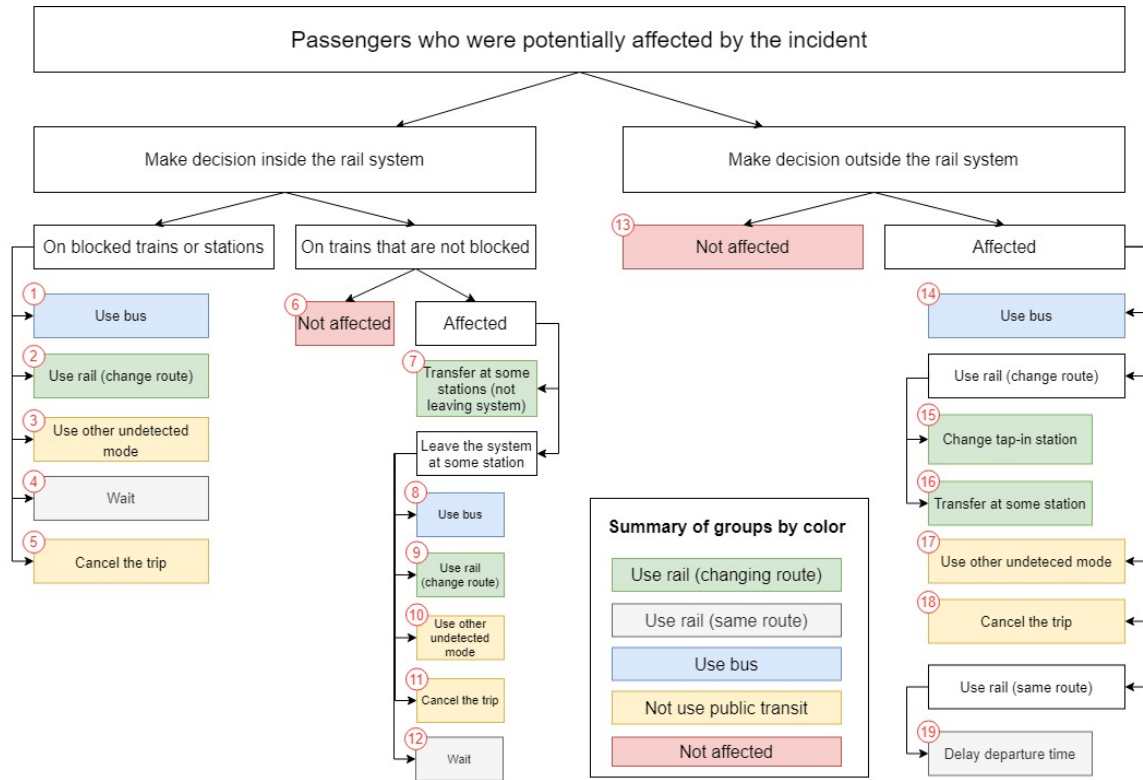 Passengers who were potentially affected by the incident
Make decision inside the rail system
Make decision outside the rail system
On blocked trains or stations
On trains that are not blocked
13
Not affected
Affected
1
Use bus
2
Use rail (change route)
3
Use other undetected
mode
4
Wait
5
Cancel the trip
6
Not affected
Affected
7
Transfer at some
stations (not
leaving system)
Leave the system
at some station
8
Use bus
9
Use rail
(change route)
10
Use other
undetected
mode
11
Cancel the trip
12
Wait
14
Use bus
Use rail (change route)
15
Change tap-in station
16
Transfer at some station
17
Use other undeteced mode
18
Cancel the trip
Use rail (same route)
19
Delay departure time
Summary of groups by color
Use rail (changing route)
Use rail (same route)
Use bus
Not use public transit
Not affected